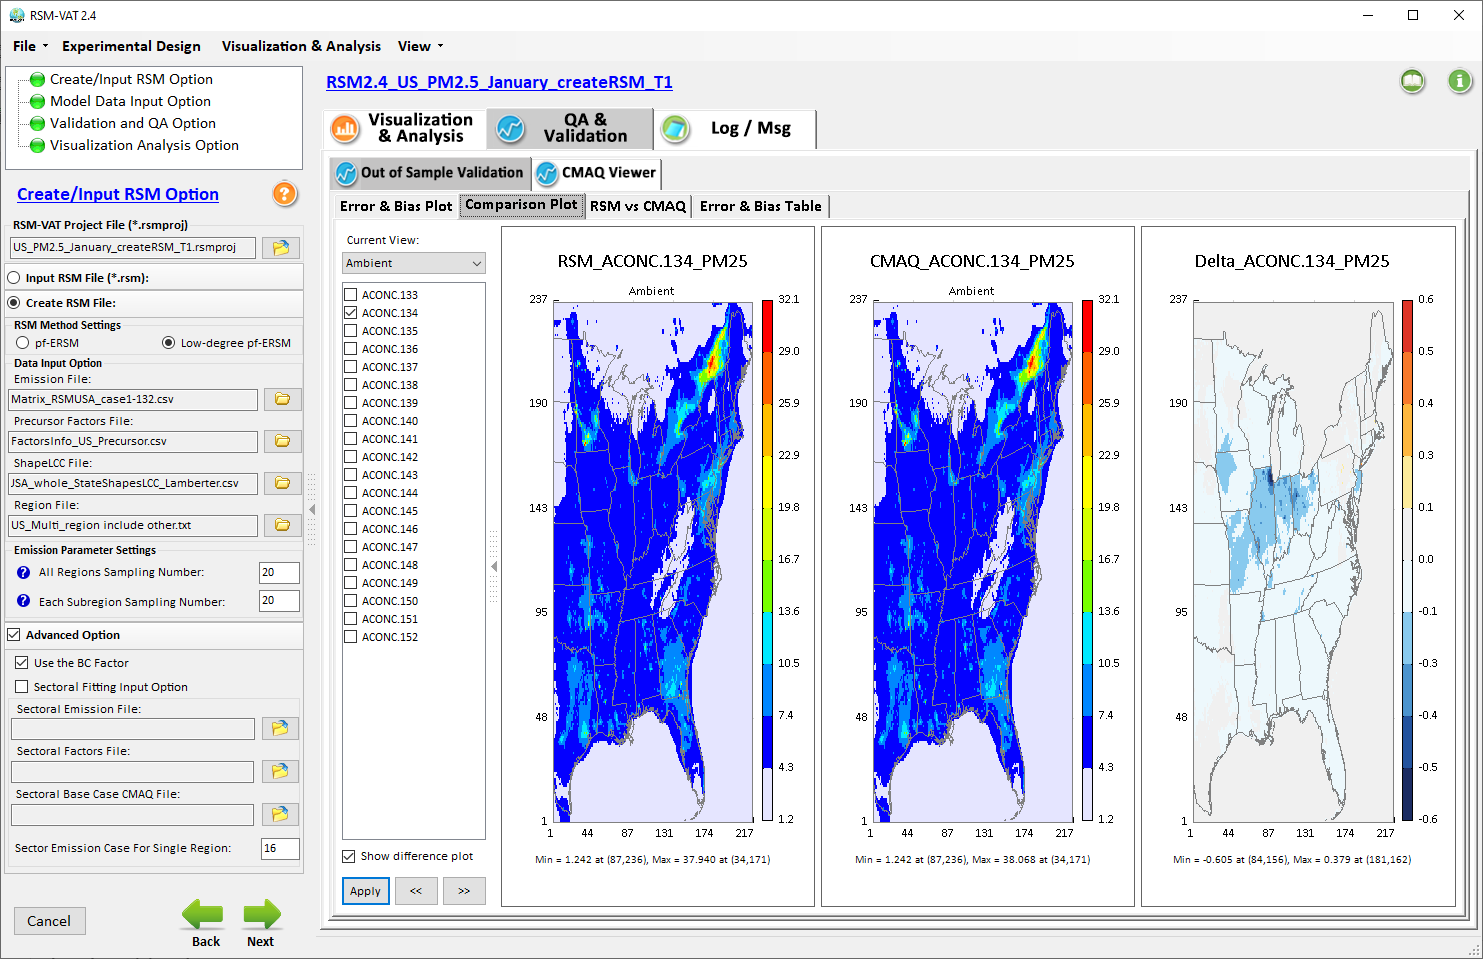 RSM-VAT 2.4
File Experimental Design Visualization & Analysis View
Create/Input RSM Option
Model Data Input Option
Validation and QA Option
Visualization Analysis Option
Create/Input RSM Option
RSM-VAT Project File (*.rsmproj)
US_PM2.5_January_createRSM_T1.rsmproj
Input RSM File (*.rsm):
Create RSM File:
RSM Method Settings
pf-ERSM Low-degree pf-ERSM
Data Input Option
Emission File:
Matrix_RSMUSA_case1-132.csv
Precursor Factors File:
FactorsInfo_US_Precursor.csv
ShapeLCC File:
JSA_whole_StateShapesLCC_Lamberter.csv
Region File:
US_Multi_region include other.txt
Emission Parameter Settings
All Regions Sampling Number: 20
Each Subregion Sampling Number: 20
Advanced Option
Use the BC Factor
Sectoral Fitting Input Option
Sectoral Emission File:
Sectoral Factors File:
Sectoral Base Case CMAQ File:
Sector Emission Case For Single Region: 16
Cancel
Back Next
RSM2.4_US_PM2.5_January_createRSM_T1
Visualization & Analysis
QA & Validation
Log / Msg
Out of Sample Validation CMAQ Viewer
Error & Bias Plot Comparison Plot RSM vs CMAQ Error & Bias Table
Current View:
Ambient
ACONC.133
ACONC.134
ACONC.135
ACONC.136
ACONC.137
ACONC.138
ACONC.139
ACONC.140
ACONC.141
ACONC.142
ACONC.143
ACONC.144
ACONC.145
ACONC.146
ACONC.147
ACONC.148
ACONC.149
ACONC.150
ACONC.151
ACONC.152
Show difference plot
Apply << >>
RSM_ACONC.134_PM25
Ambient
237
190
143
95
48
1
1 44 87 131 174 217
32.1
29.0
25.9
22.9
19.8
16.7
13.6
10.5
7.4
4.3
1.2
Min = 1.242 at (87,236), Max = 37.940 at (34,171)
CMAQ_ACONC.134_PM25
Ambient
237
190
143
95
48
1
1 44 87 131 174 217
32.1
29.0
25.9
22.9
19.8
16.7
13.6
10.5
7.4
4.3
1.2
Min = 1.242 at (87,236), Max = 38.068 at (34,171)
Delta_ACONC.134_PM25
237
190
143
95
48
1
1 44 87 131 174 217
0.6
0.5
0.4
0.3
0.1
0.0
-0.1
-0.3
-0.4
-0.5
-0.6
Min = -0.605 at (84,156), Max = 0.379 at (181,162)